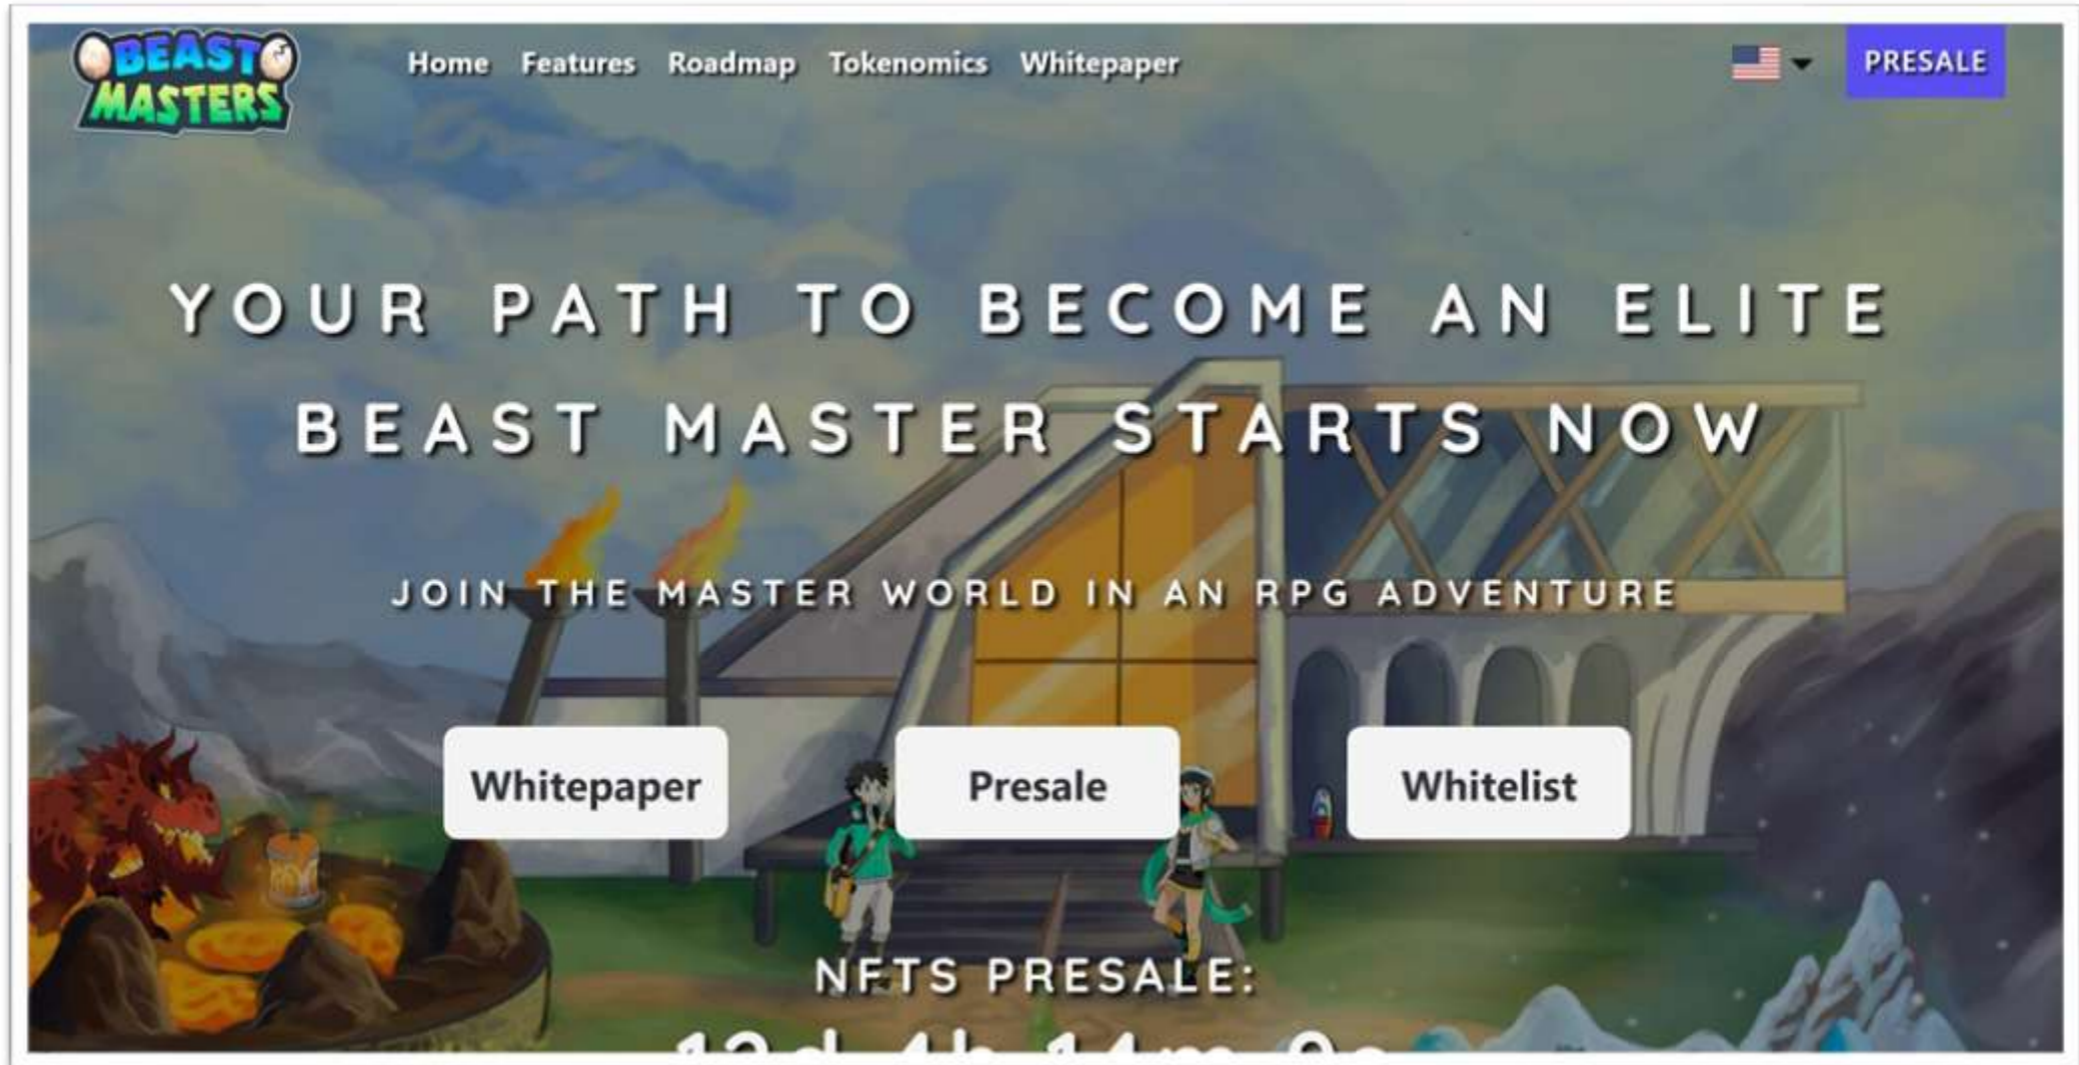 BEAST
MASTERS
Home Features Roadmap Tokenomics Whitepaper
PRESALE
YOUR PATH TO BECOME AN ELITE
BEAST MASTER STARTS NOW
JOIN THE MASTER WORLD IN AN RPG ADVENTURE
Whitepaper Presale Whitelist
NFTS PRESALE: